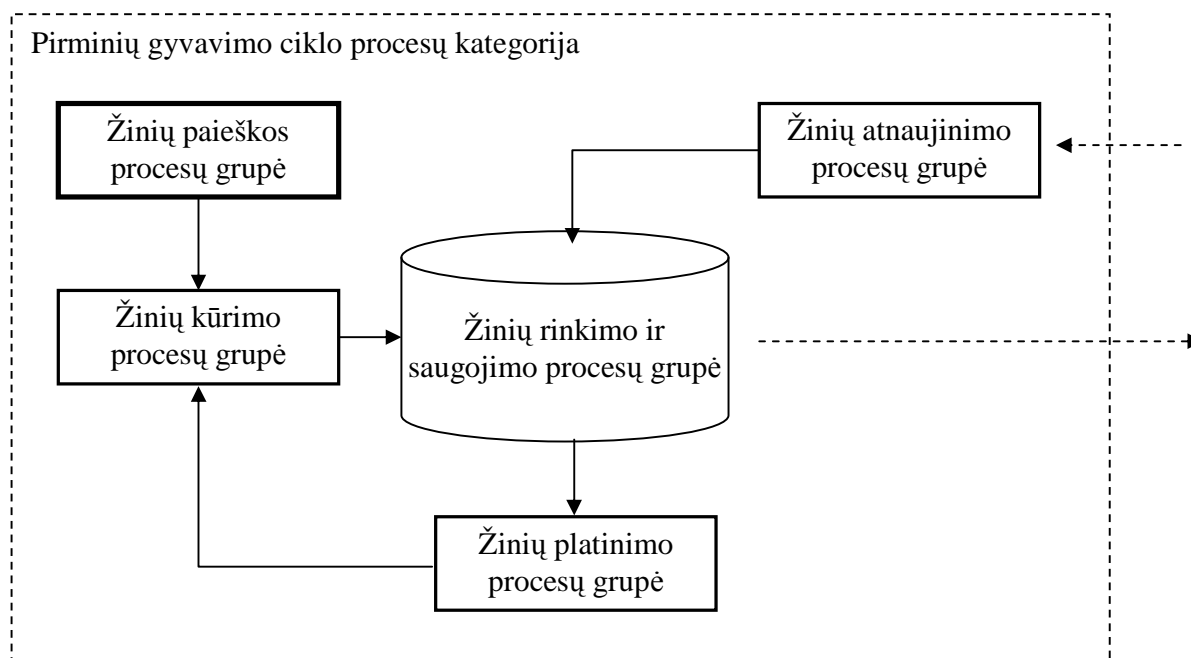 Pirminių gyvavimo ciklo procesų kategorija
Žinių paieškos
procesų grupė
Žinių atnaujinimo
procesų grupė
Žinių kūrimo
procesų grupė
Žinių rinkimo ir
saugojimo procesų grupė
Žinių platinimo
procesų grupė